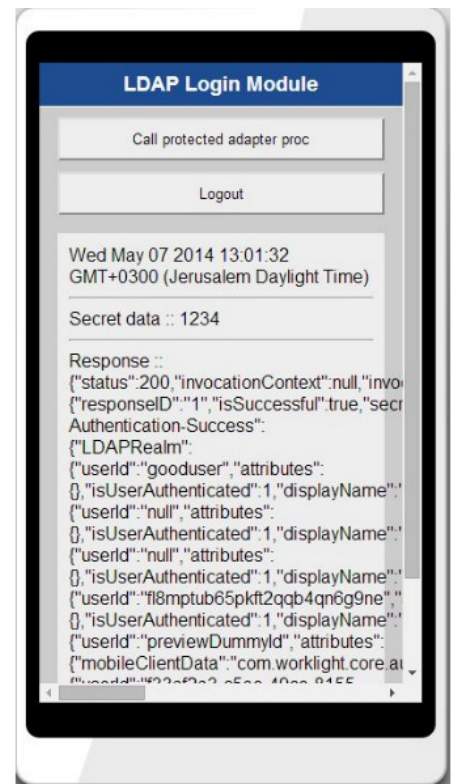 LDAP Login Module
Call protected adapter proc
Logout
Wed May 07 2014 13:01:32
GMT+0300 (Jerusalem Daylight Time)
Secret data :: 1234
Response ::
{"status":200,"invocationContext":null,"invo
{"responseID":"1","isSuccessful":true,"secr
Authentication-Success":
{"LDAPRealm":
{"userId":"gooduser","attributes":
{},"isUserAuthenticated":1,"displayName":"
{"userId":"null","attributes":
{},"isUserAuthenticated":1,"displayName":"
{"userId":"null","attributes":
{},"isUserAuthenticated":1,"displayName":"
{"userId":"fl8mptub65pkft2qqb4qn6g9ne","
{},"isUserAuthenticated":1,"displayName":"
{"userId":"previewDummyId","attributes":
{"mobileClientData":"com.worklight.core.au